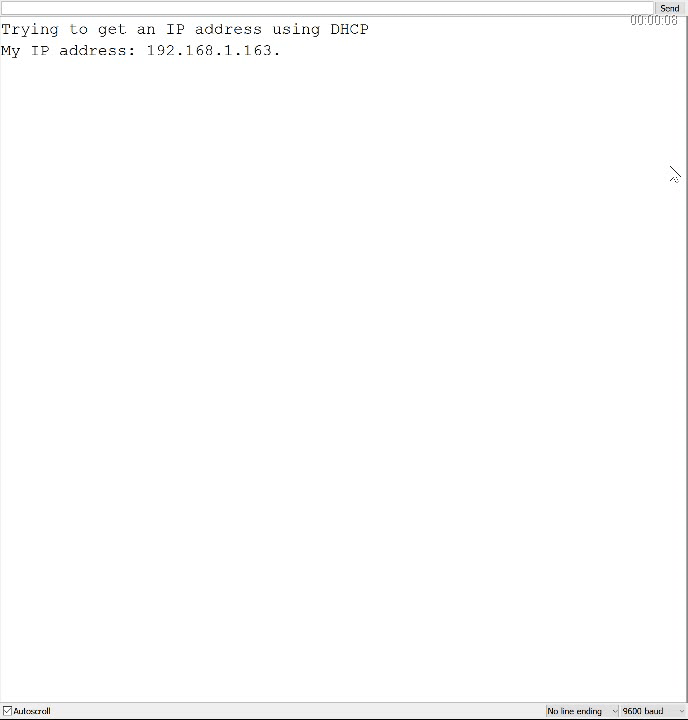 Send
00:00:08
Trying to get an IP address using DHCP
My IP address: 192.168.1.163.
Autoscroll
No line ending
9600 baud